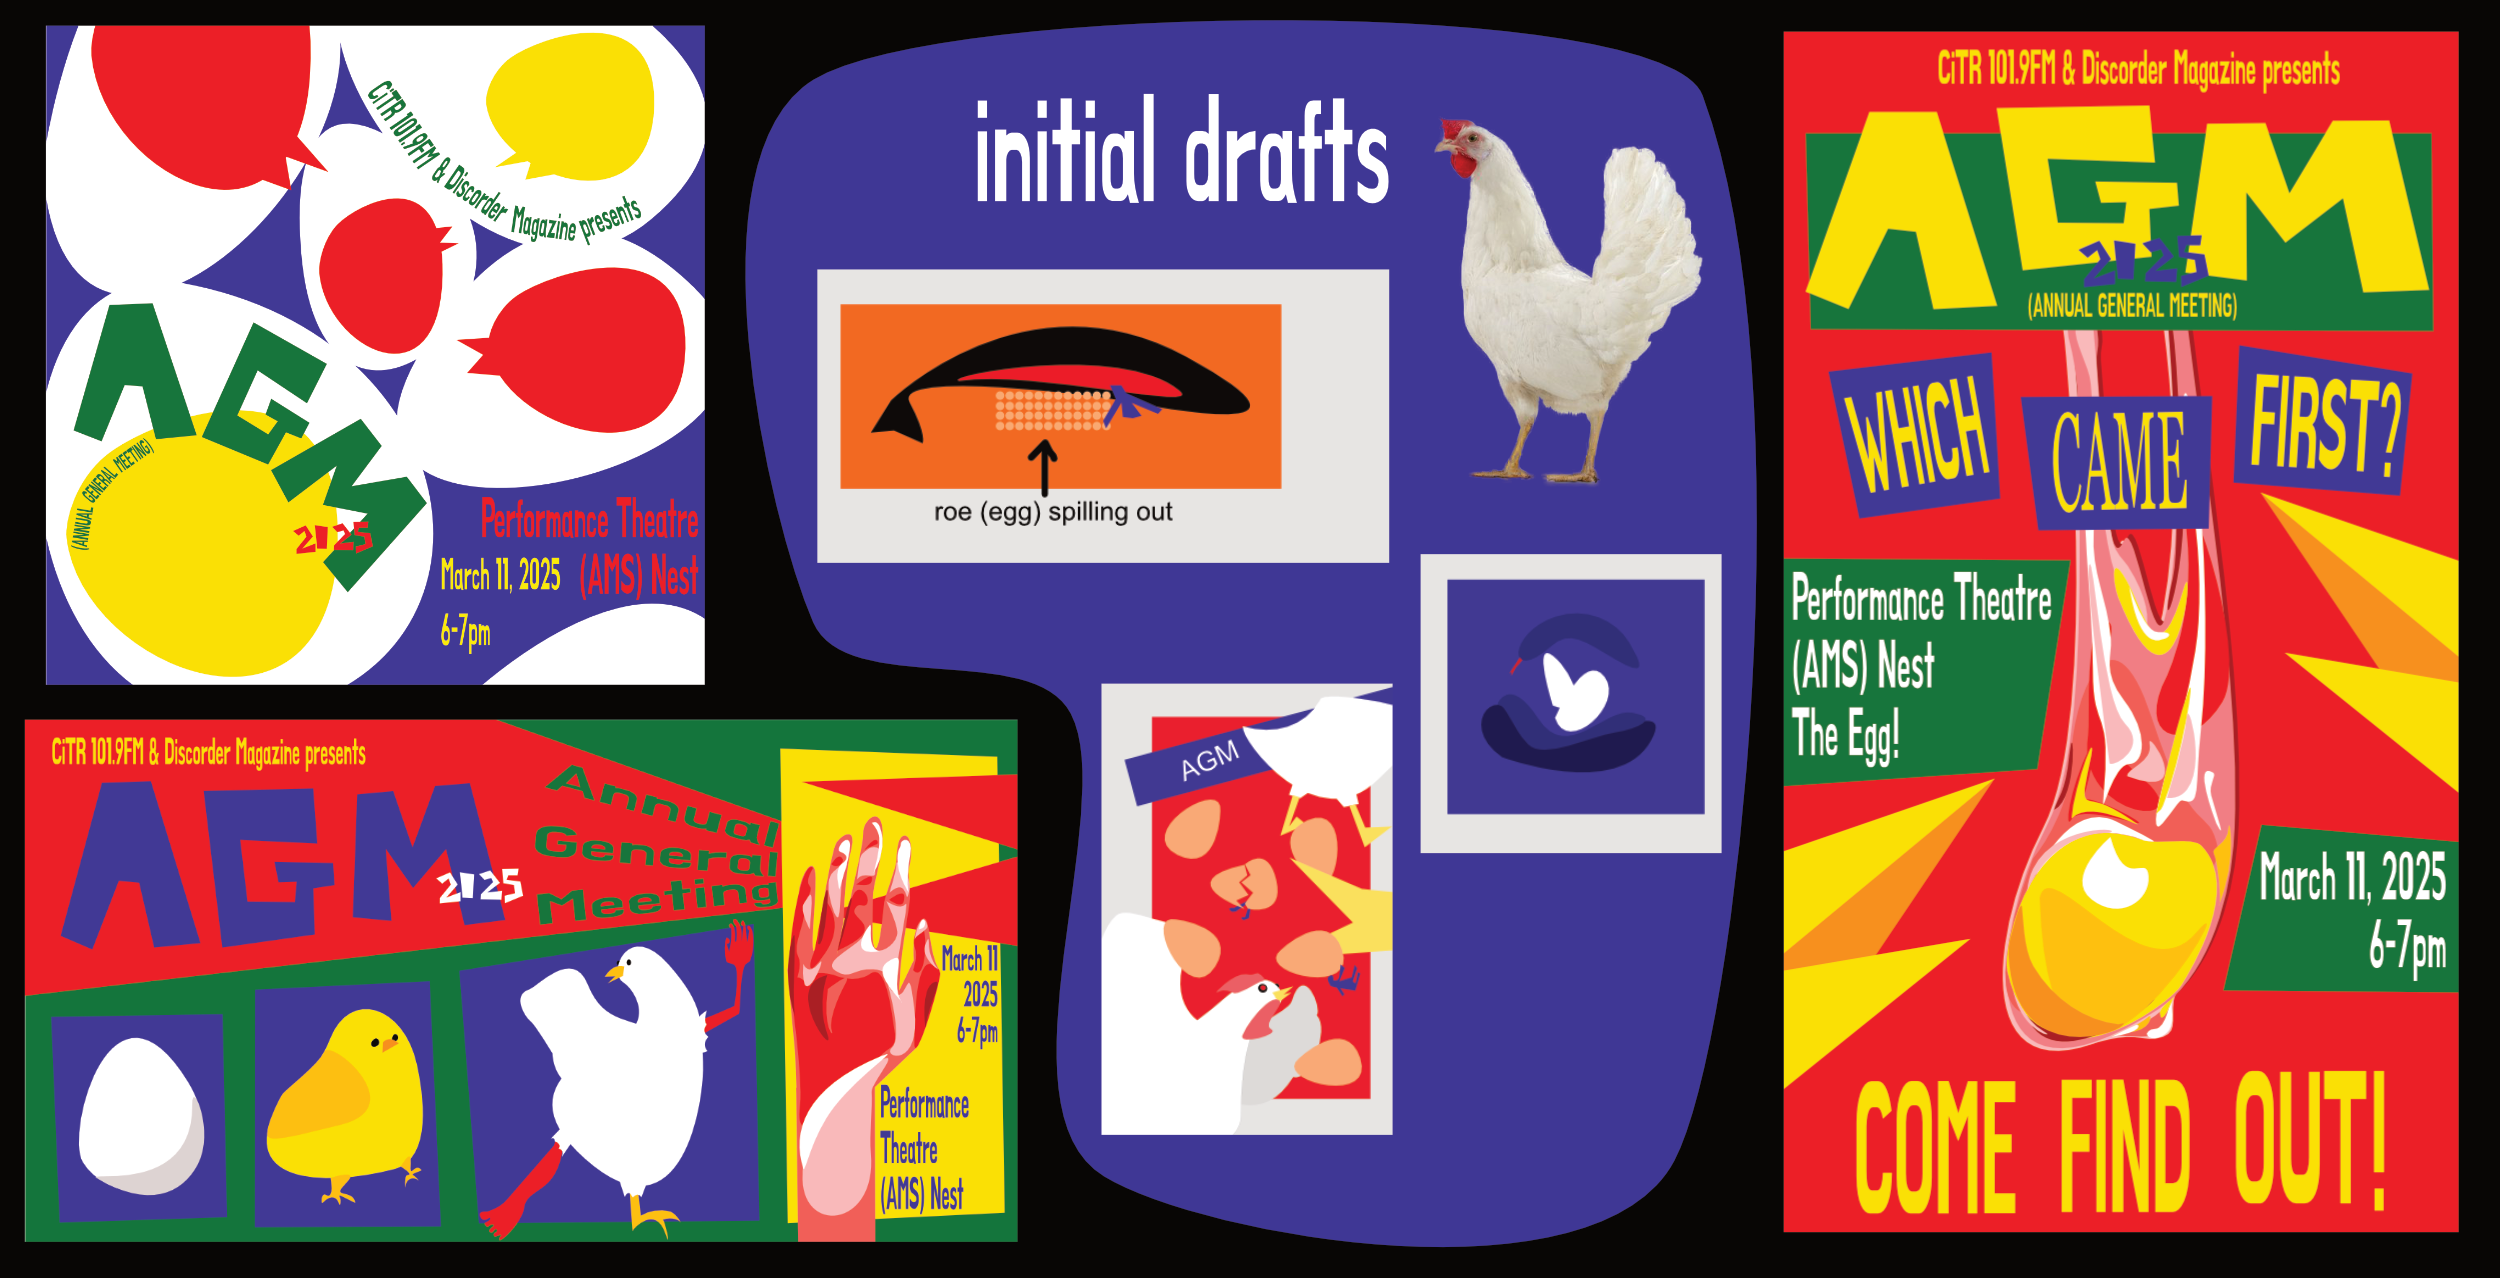 CiTR 101.9FM & Discorder Magazine presents
AGM
2025
(ANNUAL GENERAL MEETING)
Performance Theatre
(AMS) Nest
March 11, 2025
6-7pm
CiTR 101.9FM & Discorder Magazine presents
AGM
2025
Annual
General
Meeting
March 11
2025
6-7pm
Performance
Theatre
(AMS) Nest
initial drafts
roe (egg) spilling out
AGM
CiTR 101.9FM & Discorder Magazine presents
AGM
2025
(ANNUAL GENERAL MEETING)
WHICH
CAME
FIRST?
Performance Theatre
(AMS) Nest
The Egg!
March 11, 2025
6-7pm
COME FIND OUT!